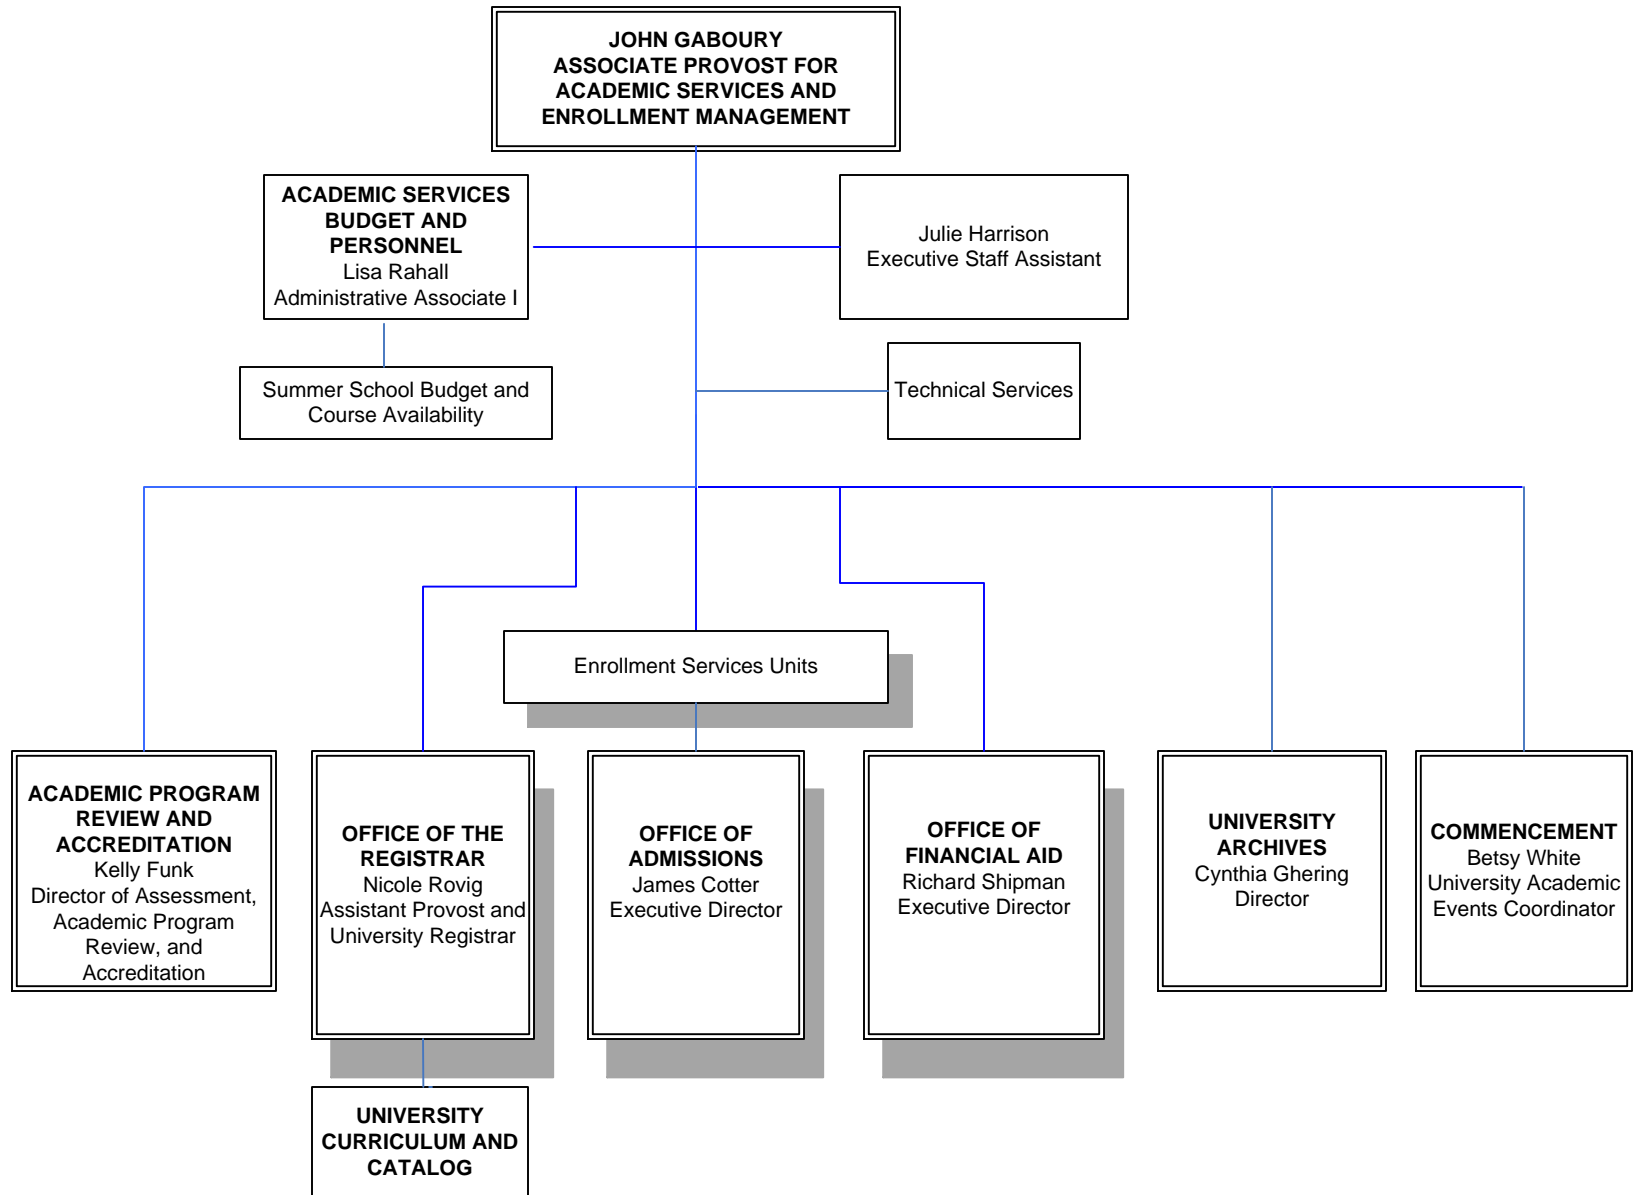 JOHN GABOURY
ASSOCIATE PROVOST FOR
ACADEMIC SERVICES AND
ENROLLMENT MANAGEMENT
ACADEMIC SERVICES
BUDGET AND
PERSONNEL
Lisa Rahall
Administrative Associate I
Julie Harrison
Executive Staff Assistant
Summer School Budget and
Course Availability
Technical Services
Enrollment Services Units
ACADEMIC PROGRAM
REVIEW AND
ACCREDITATION
Kelly Funk
Director of Assessment,
Academic Program
Review, and
Accreditation
OFFICE OF THE
REGISTRAR
Nicole Rovig
Assistant Provost and
University Registrar
OFFICE OF
ADMISSIONS
James Cotter
Executive Director
OFFICE OF
FINANCIAL AID
Richard Shipman
Executive Director
UNIVERSITY
ARCHIVES
Cynthia Ghering
Director
COMMENCEMENT
Betsy White
University Academic
Events Coordinator
UNIVERSITY
CURRICULUM AND
CATALOG